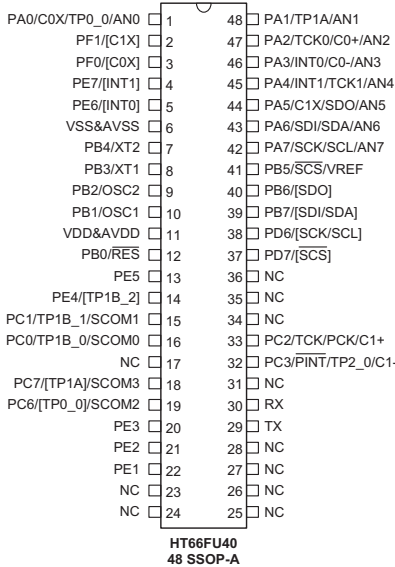 PA0/C0X/TP0_0/AN0 1 48 PA1/TP1A/AN1
PF1/[C1X] 2 47 PA2/TCK0/C0+/AN2
PF0/[C0X] 3 46 PA3/INT0/C0-/AN3
PE7/[INT1] 4 45 PA4/INT1/TCK1/AN4
PE6/[INT0] 5 44 PA5/C1X/SDO/AN5
VSS&AVSS 6 43 PA6/SDI/SDA/AN6
PB4/XT2 7 42 PA7/SCK/SCL/AN7
PB3/XT1 8 41 PB5/SCS/VREF
PB2/OSC2 9 40 PB6/[SDO]
PB1/OSC1 10 39 PB7/[SDI/SDA]
VDD&AVDD 11 38 PD6/[SCK/SCL]
PB0/RES 12 37 PD7/[SCS]
PE5 13 36 NC
PE4/[TP1B_2] 14 35 NC
PC1/TP1B_1/SCOM1 15 34 NC
PC0/TP1B_0/SCOM0 16 33 PC2/TCK/PCK/C1+
NC 17 32 PC3/PINT/TP2_0/C1-
PC7/[TP1A]/SCOM3 18 31 NC
PC6/[TP0_0]/SCOM2 19 30 RX
PE3 20 29 TX
PE2 21 28 NC
PE1 22 27 NC
NC 23 26 NC
NC 24 25 NC
HT66FU40
48 SSOP-A